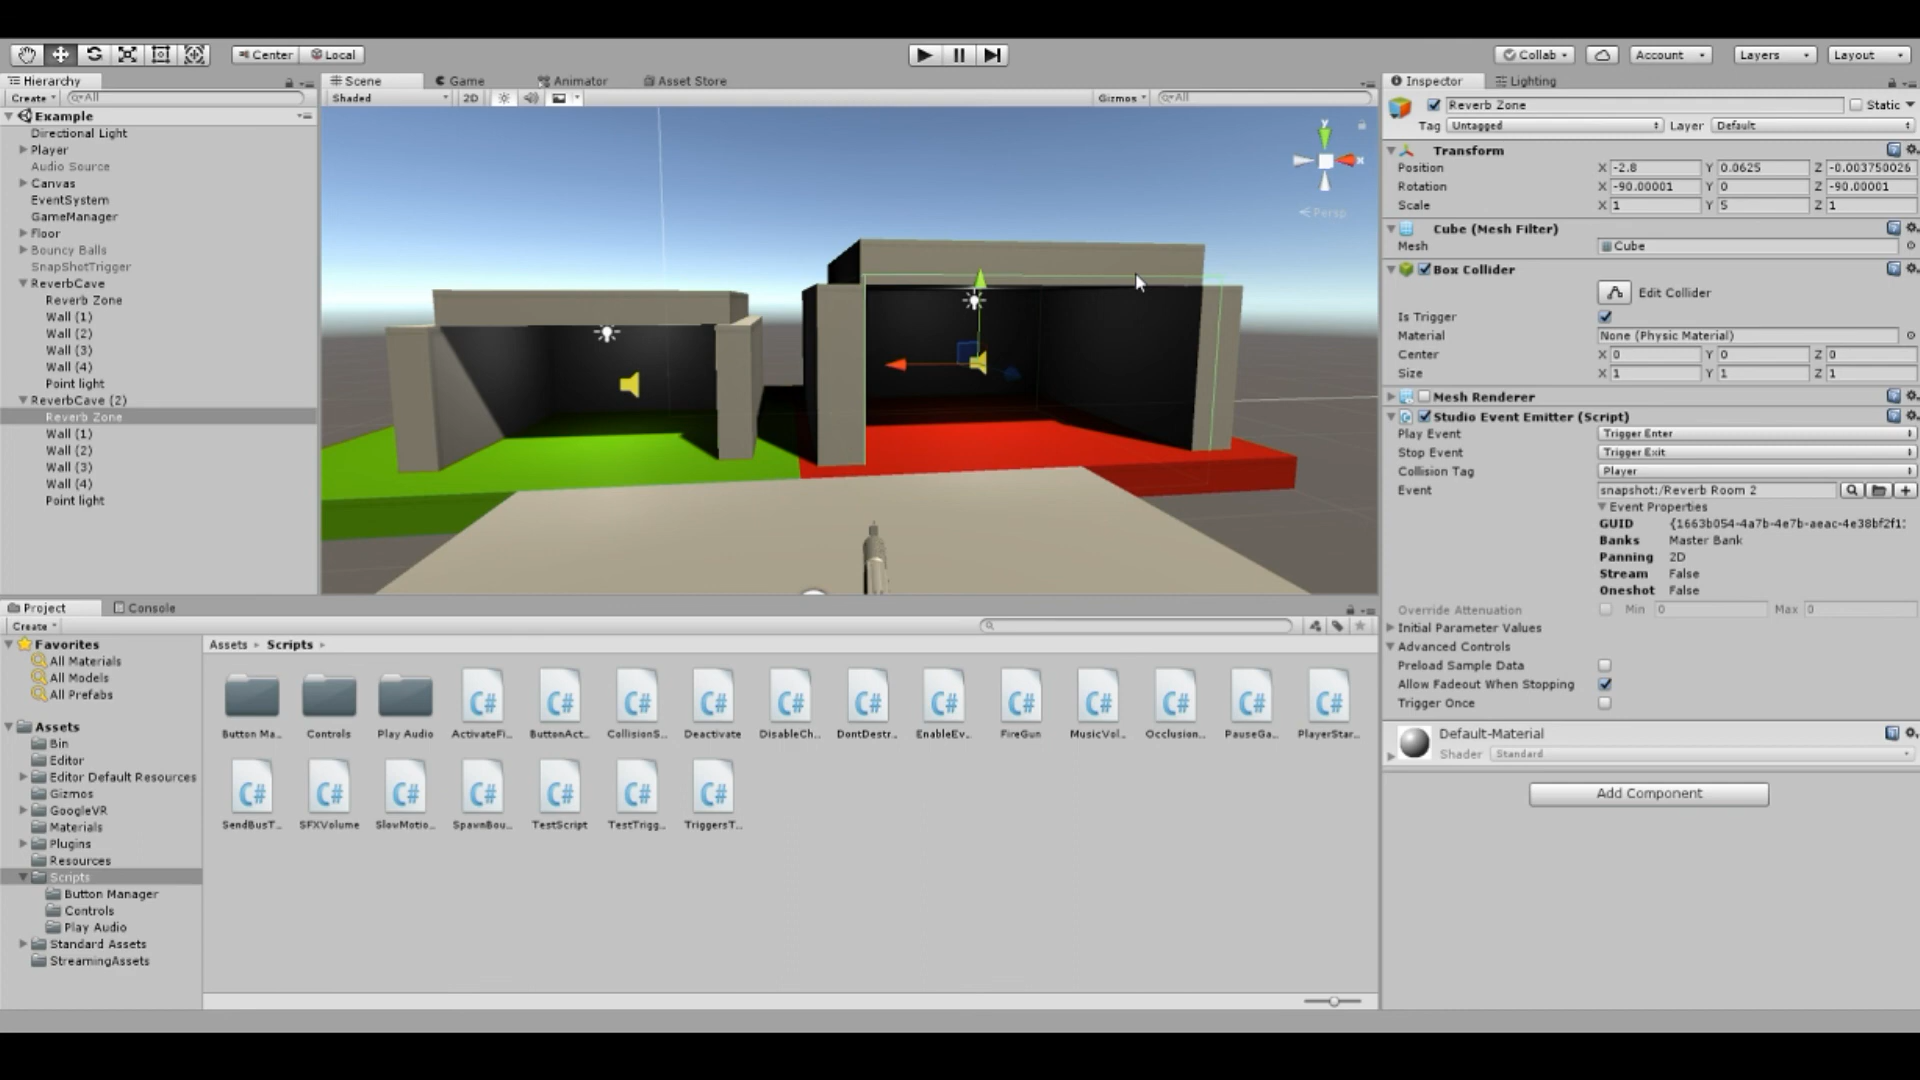 Center Local
Collab Account Layers Layout
Hierarchy
Create All
Example
Directional Light
Player
Audio Source
Canvas
EventSystem
GameManager
Floor
Bouncy Balls
SnapShotTrigger
ReverbCave
Reverb Zone
Wall (1)
Wall (2)
Wall (3)
Wall (4)
Point light
ReverbCave (2)
Reverb Zone
Wall (1)
Wall (2)
Wall (3)
Wall (4)
Point light
Scene Game Animator Asset Store
Shaded 2D Gizmos All
y
x
Persp
Inspector Lighting
Reverb Zone Static
Tag Untagged Layer Default
Transform
Position X -2.8 Y 0.0625 Z -0.003750026
Rotation X -90.00001 Y 0 Z -90.00001
Scale X 1 Y 5 Z 1
Cube (Mesh Filter)
Mesh Cube
Box Collider
Edit Collider
Is Trigger
Material None (Physic Material)
Center X 0 Y 0 Z 0
Size X 1 Y 1 Z 1
Mesh Renderer
Studio Event Emitter (Script)
Play Event Trigger Enter
Stop Event Trigger Exit
Collision Tag Player
Event snapshot:/Reverb Room 2
Event Properties
GUID {1663b054-4a7b-4e7b-aeac-4e38bf2f1
Banks Master Bank
Panning 2D
Stream False
Oneshot False
Override Attenuation Min 0 Max 0
Initial Parameter Values
Advanced Controls
Preload Sample Data
Allow Fadeout When Stopping
Trigger Once
Default-Material
Shader Standard
Add Component
Project Console
Create
Favorites
All Materials
All Models
All Prefabs
Assets
Bin
Editor
Editor Default Resources
Gizmos
GoogleVR
Materials
Plugins
Resources
Scripts
Button Manager
Controls
Play Audio
Standard Assets
StreamingAssets
Assets Scripts
C# C# C# C# C# C# C# C# C# C# C# C#
Button Ma... Controls Play Audio ActivateFi... ButtonAct... CollisionS... Deactivate DisableCh... DontDestr... EnableEv... FireGun MusicVol... Occlusion... PauseGa... PlayerStar...
C# C# C# C# C# C# C#
SendBusT... SFXVolume SlowMotio... SpawnBou... TestScript TestTrigg... TriggersT...